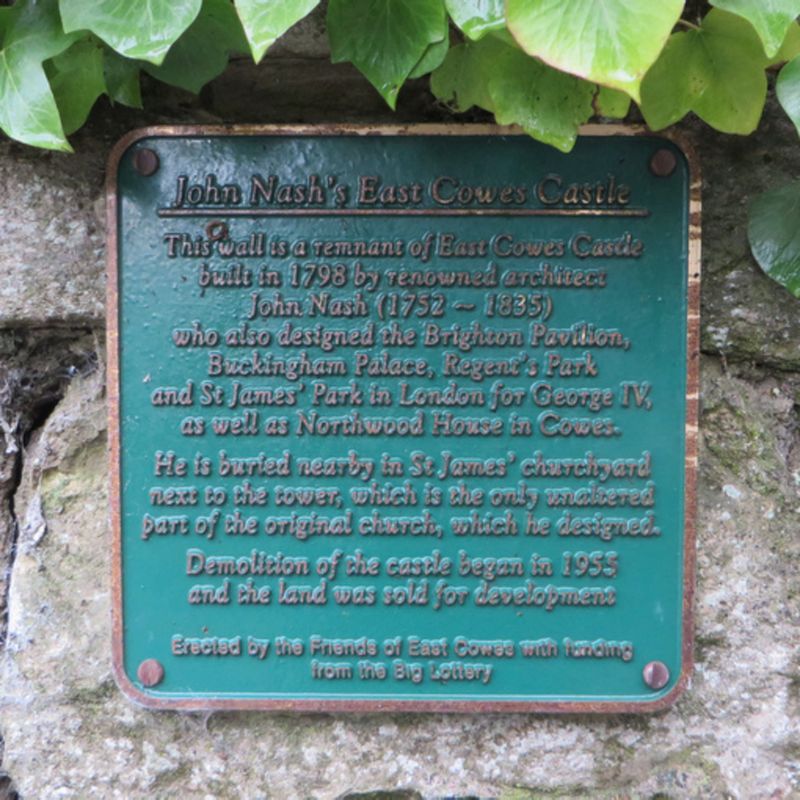 John Nash's East Cowes Castle
This wall is a remnant of East Cowes Castle
built in 1798 by renowned architect
John Nash (1752 ~ 1835)
who also designed the Brighton Pavilion,
Buckingham Palace, Regent's Park
and St James' Park in London for George IV,
as well as Northwood House in Cowes.
He is buried nearby in St James' churchyard
next to the tower, which is the only unaltered
part of the original church, which he designed.
Demolition of the castle began in 1955
and the land was sold for development
Erected by the Friends of East Cowes with funding
from the Big Lottery